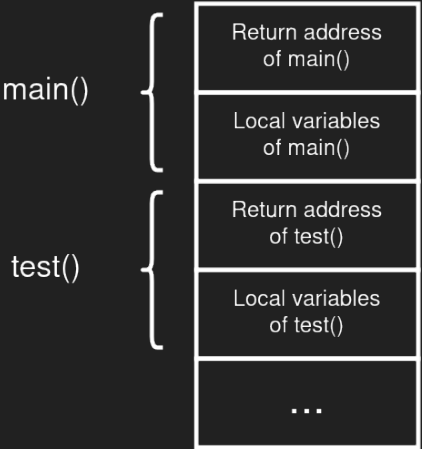 main()
Return address
of main()
Local variables
of main()
test()
Return address
of test()
Local variables
of test()
...